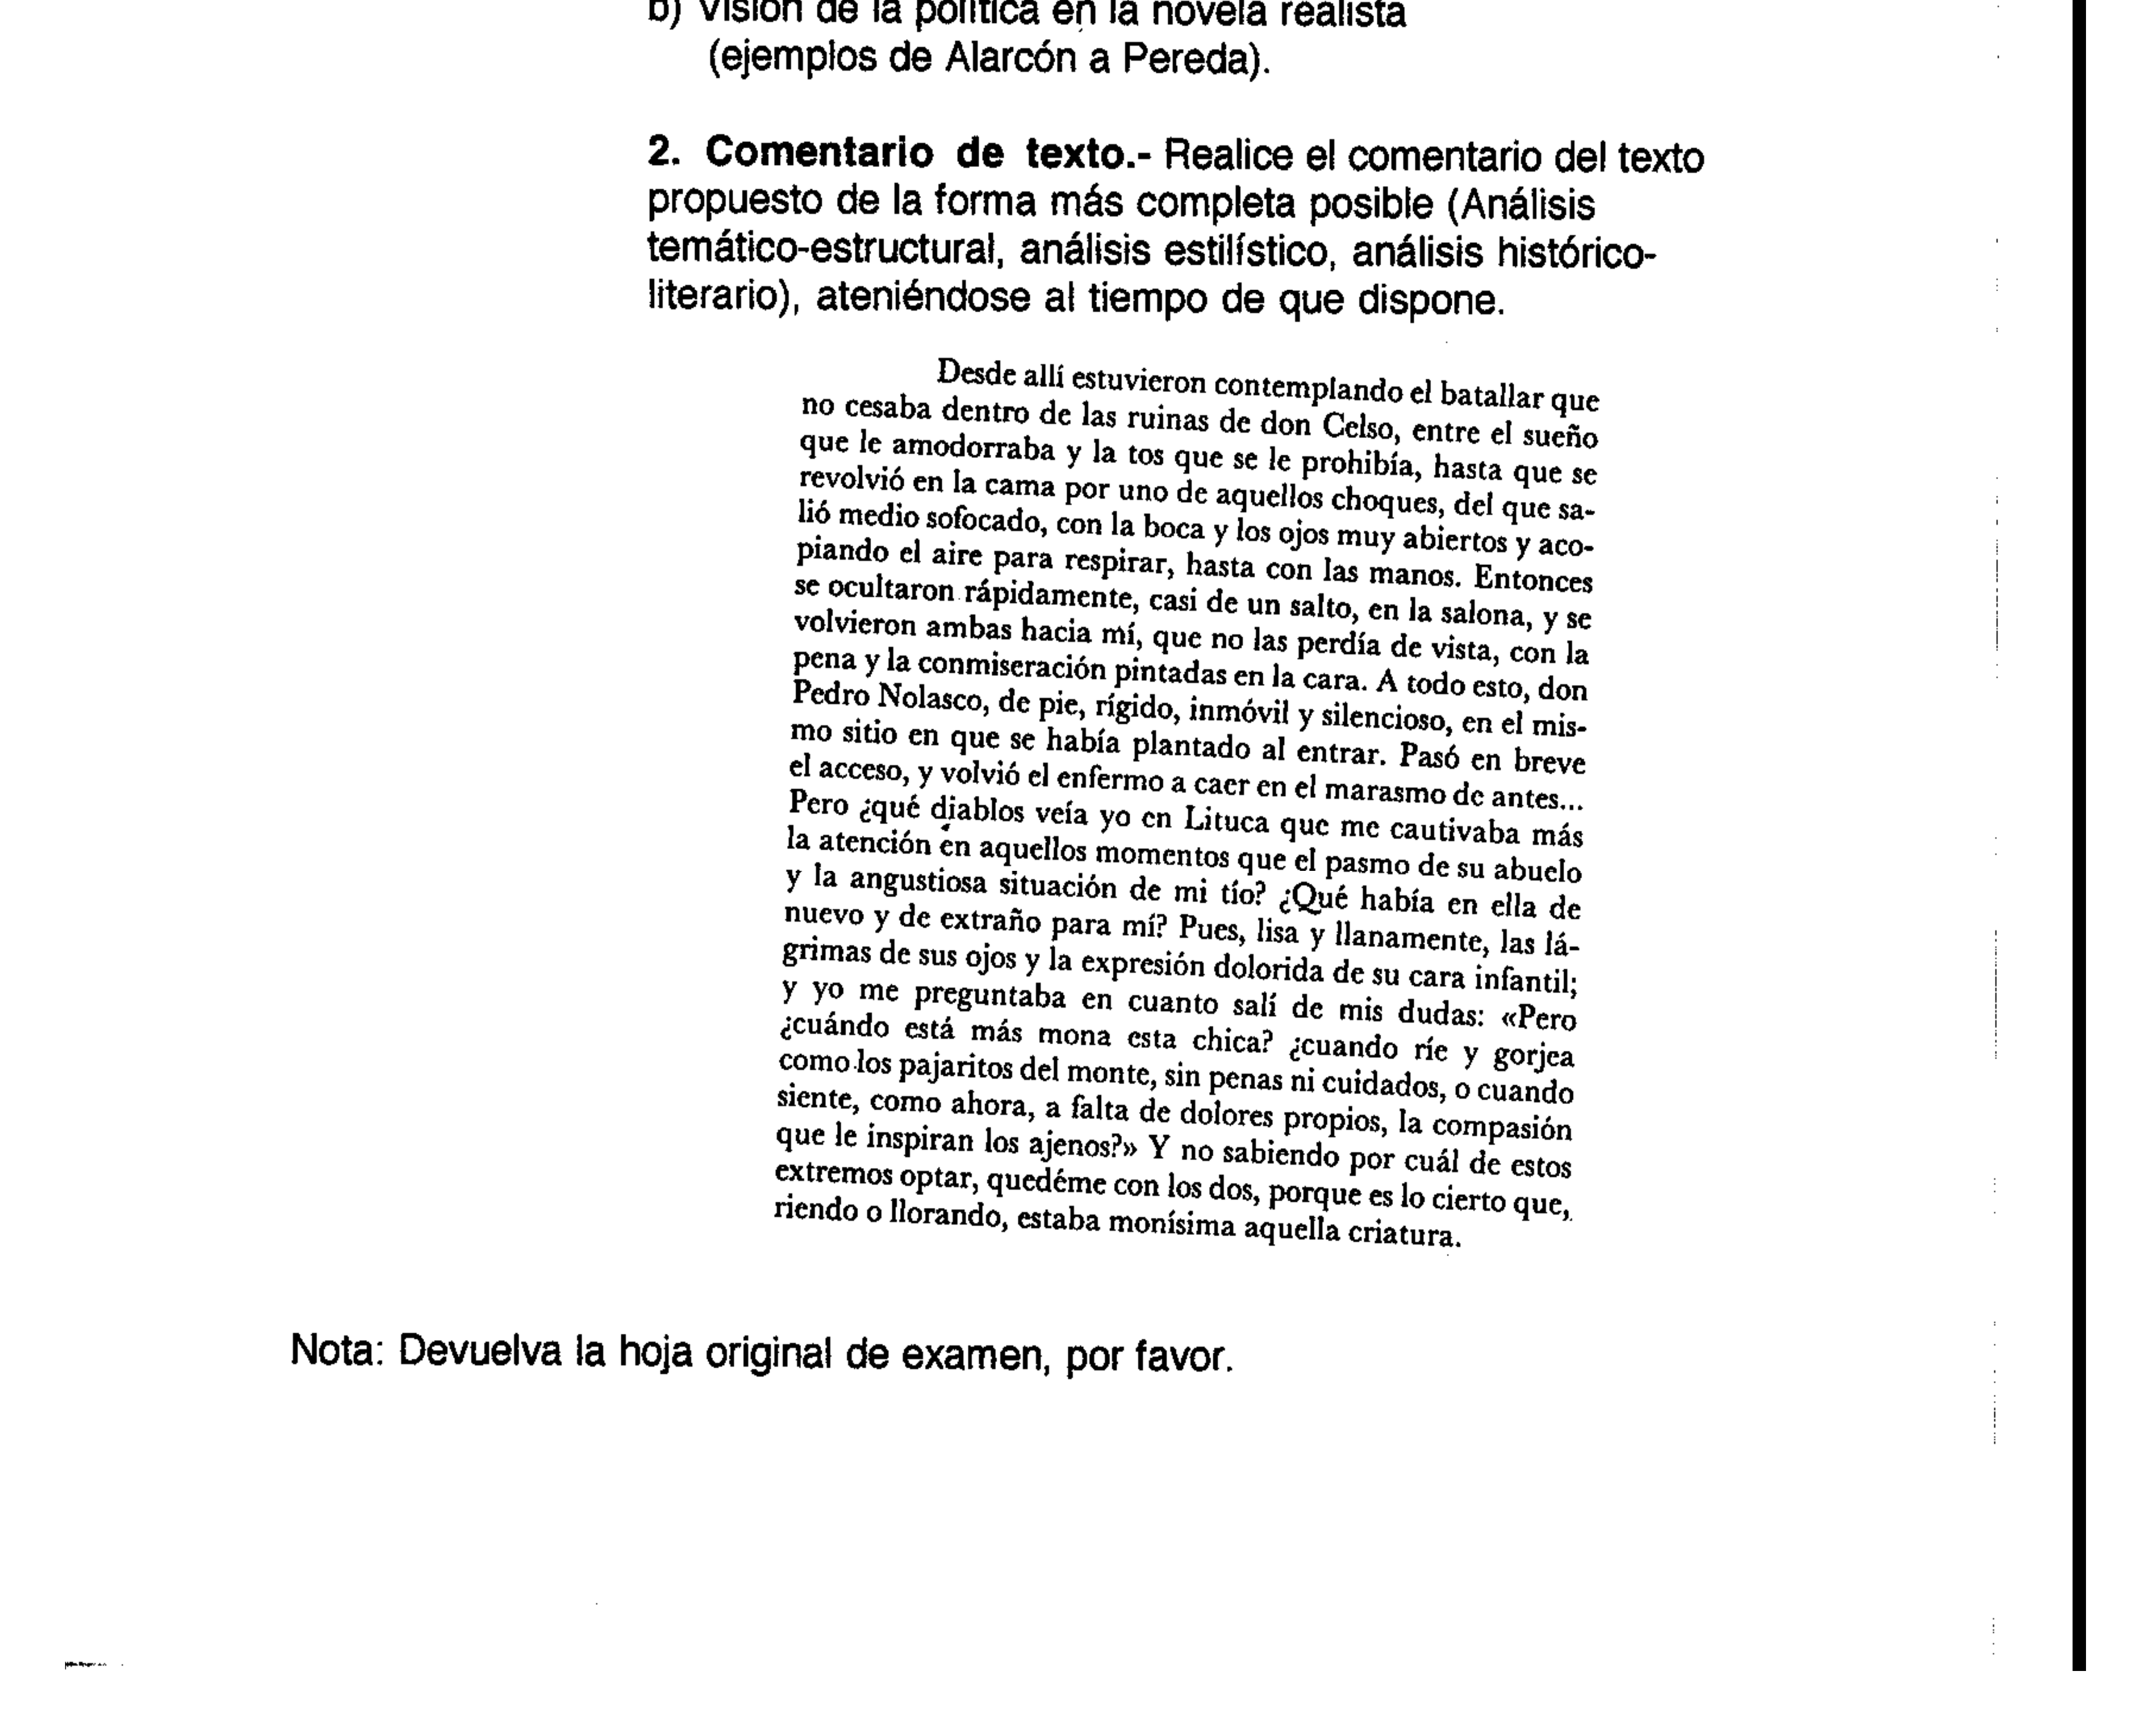 b) Visión de la política en la novela realista
(ejemplos de Alarcón a Pereda).
2. Comentario de texto.- Realice el comentario del texto
propuesto de la forma más completa posible (Análisis
temático-estructural, análisis estilístico, análisis histórico-
literario), ateniéndose al tiempo de que dispone.
Desde allí estuvieron contemplando el batallar que
no cesaba dentro de las ruinas de don Celso, entre el sueño
que le amodorraba y la tos que se le prohibía, hasta que se
revolvió en la cama por uno de aquellos choques, del que sa-
lió medio sofocado, con la boca y los ojos muy abiertos y aco-
piando el aire para respirar, hasta con las manos. Entonces
se ocultaron rápidamente, casi de un salto, en la salona, y se
volvieron ambas hacia mí, que no las perdía de vista, con la
pena y la conmiseración pintadas en la cara. A todo esto, don
Pedro Nolasco, de pie, rígido, inmóvil y silencioso, en el mis-
mo sitio en que se había plantado al entrar. Pasó en breve
el acceso, y volvió el enfermo a caer en el marasmo de antes...
Pero ¿qué diablos veía yo en Lituca que me cautivaba más
la atención en aquellos momentos que el pasmo de su abuelo
y la angustiosa situación de mi tío? ¿Qué había en ella de
nuevo y de extraño para mí? Pues, lisa y llanamente, las lá-
grimas de sus ojos y la expresión dolorida de su cara infantil;
y yo me preguntaba en cuanto salí de mis dudas: «Pero
¿cuándo está más mona esta chica? ¿cuando ríe y gorjea
como los pajaritos del monte, sin penas ni cuidados, o cuando
siente, como ahora, a falta de dolores propios, la compasión
que le inspiran los ajenos?» Y no sabiendo por cuál de estos
extremos optar, quedéme con los dos, porque es lo cierto que,
riendo o llorando, estaba monísima aquella criatura.
Nota: Devuelva la hoja original de examen, por favor.